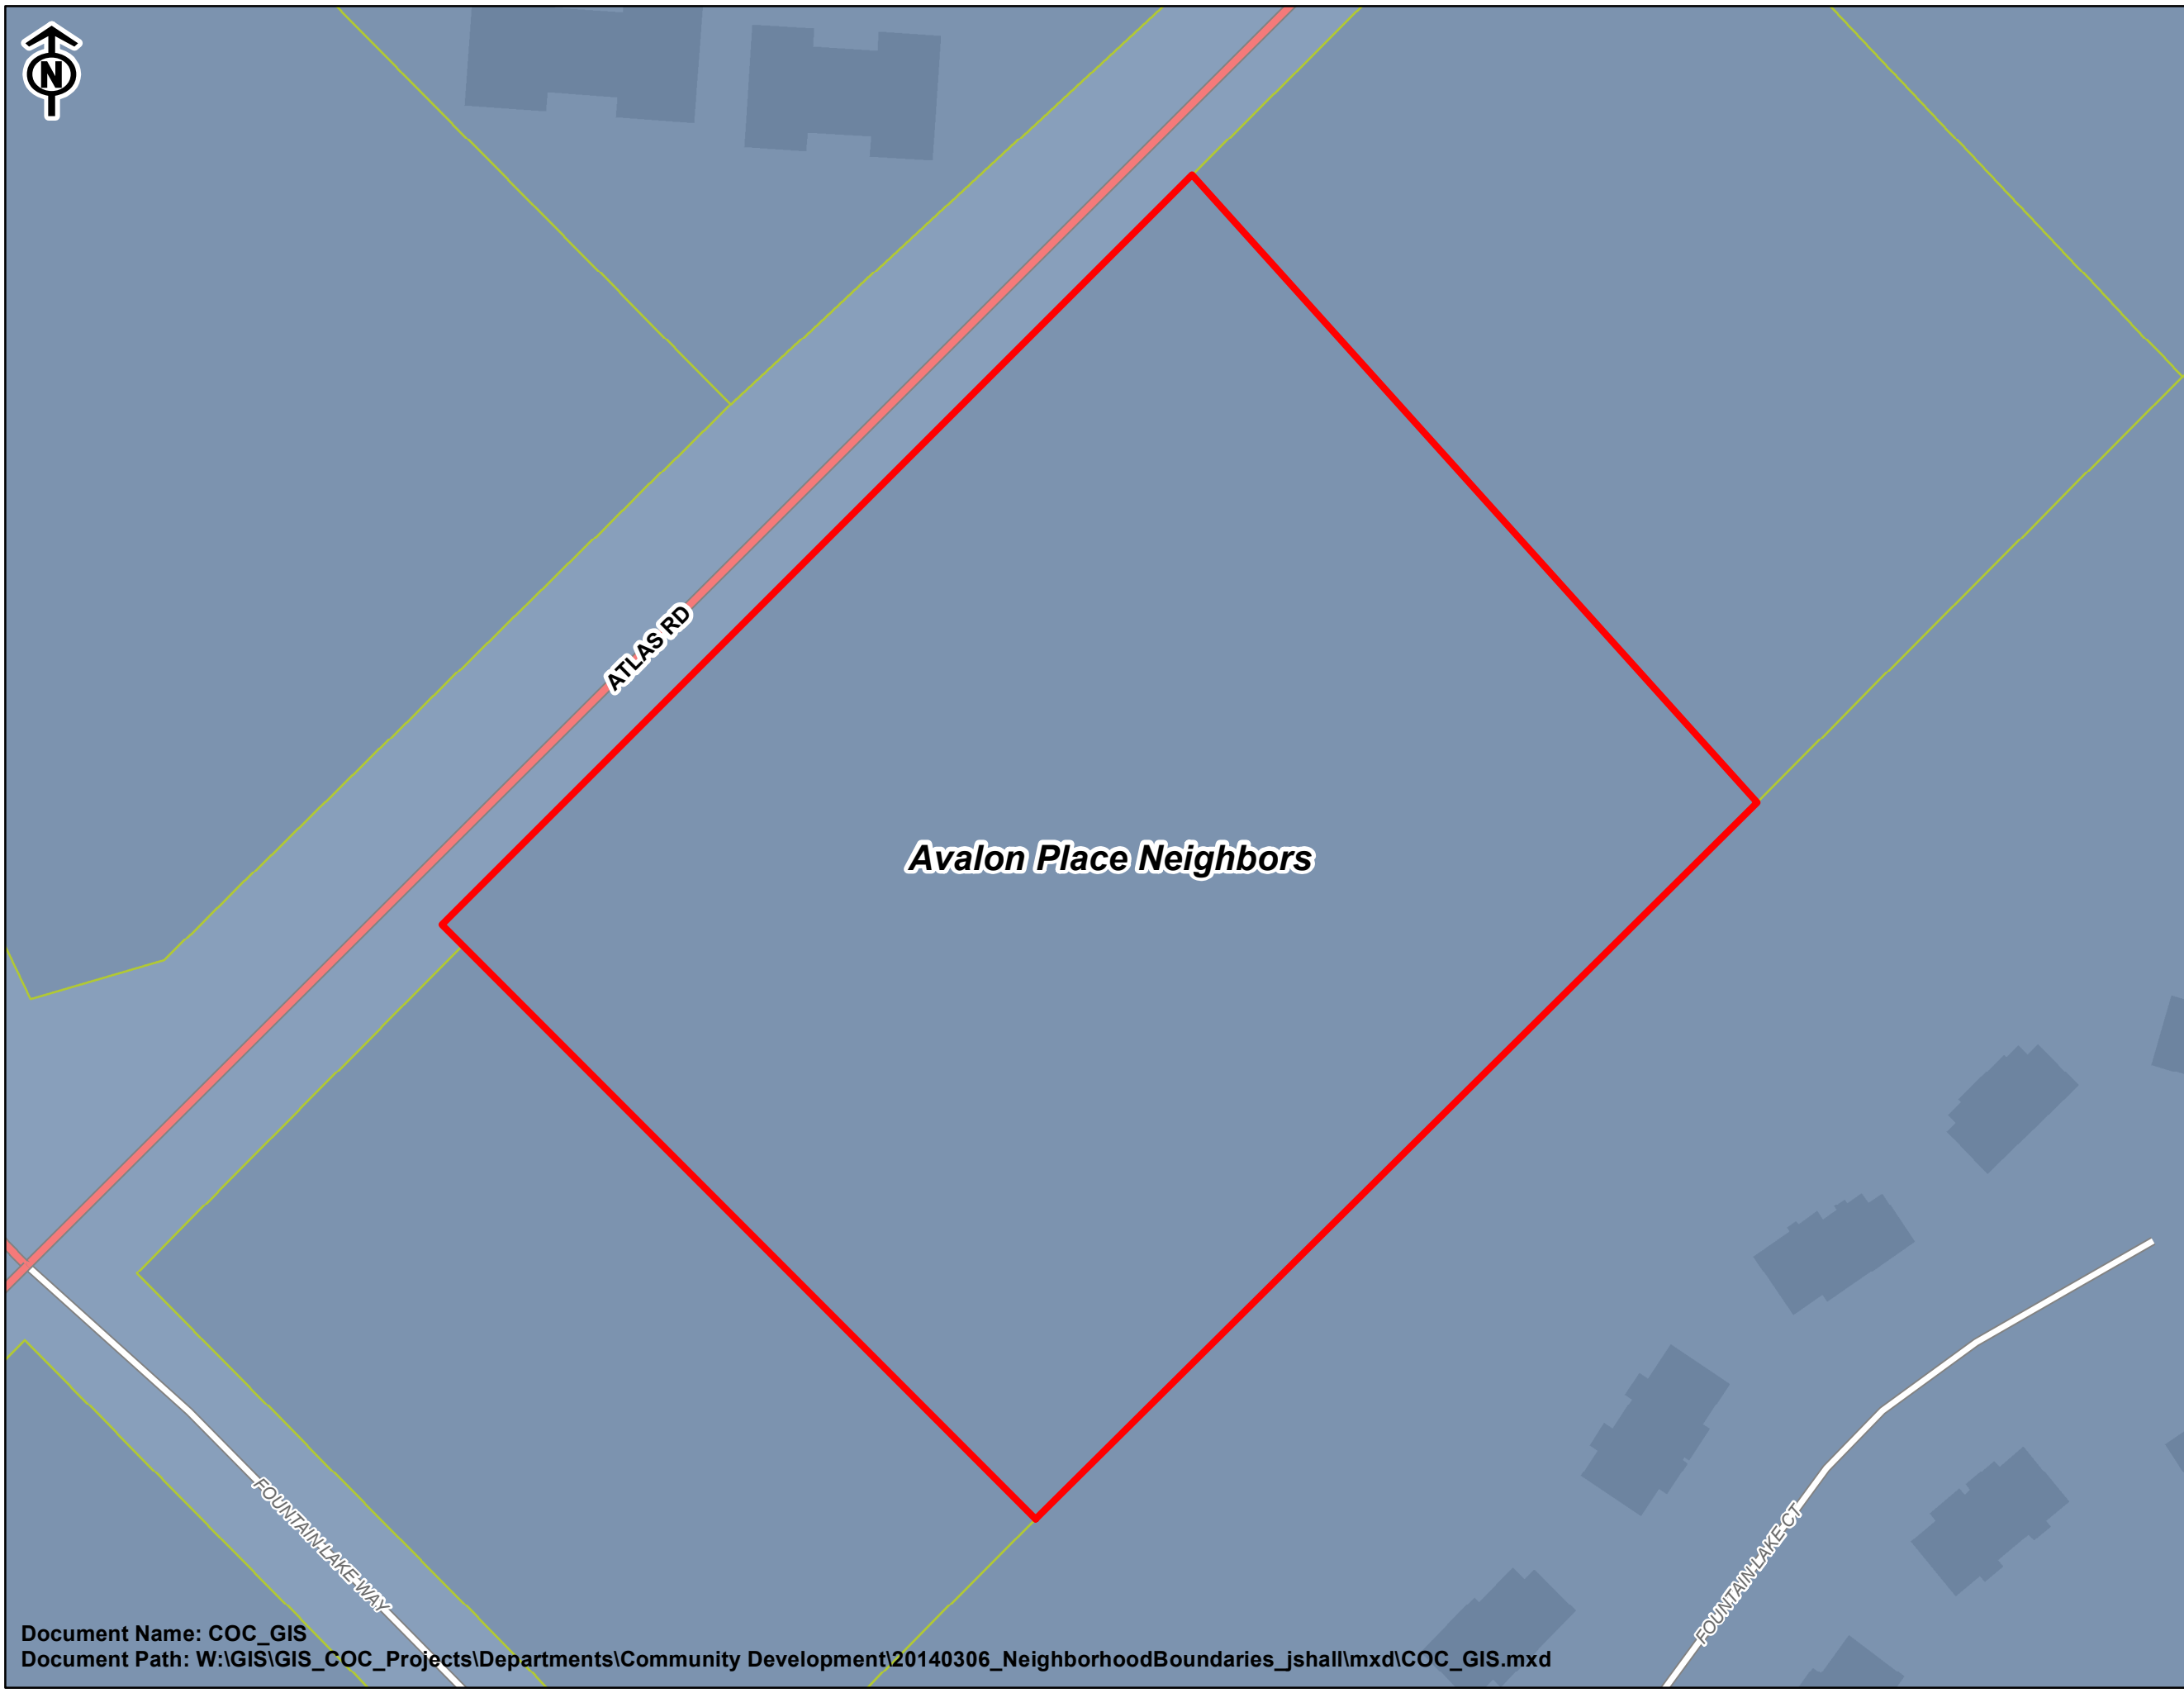 N
ATLAS RD
Avalon Place Neighbors
FOUNTAIN LAKE WAY
FOUNTAIN LAKE CT
Document Name: COC_GIS
Document Path: W:\GIS\GIS_COC_Projects\Departments\Community Development\20140306_NeighborhoodBoundaries_jshall\mxd\COC_GIS.mxd